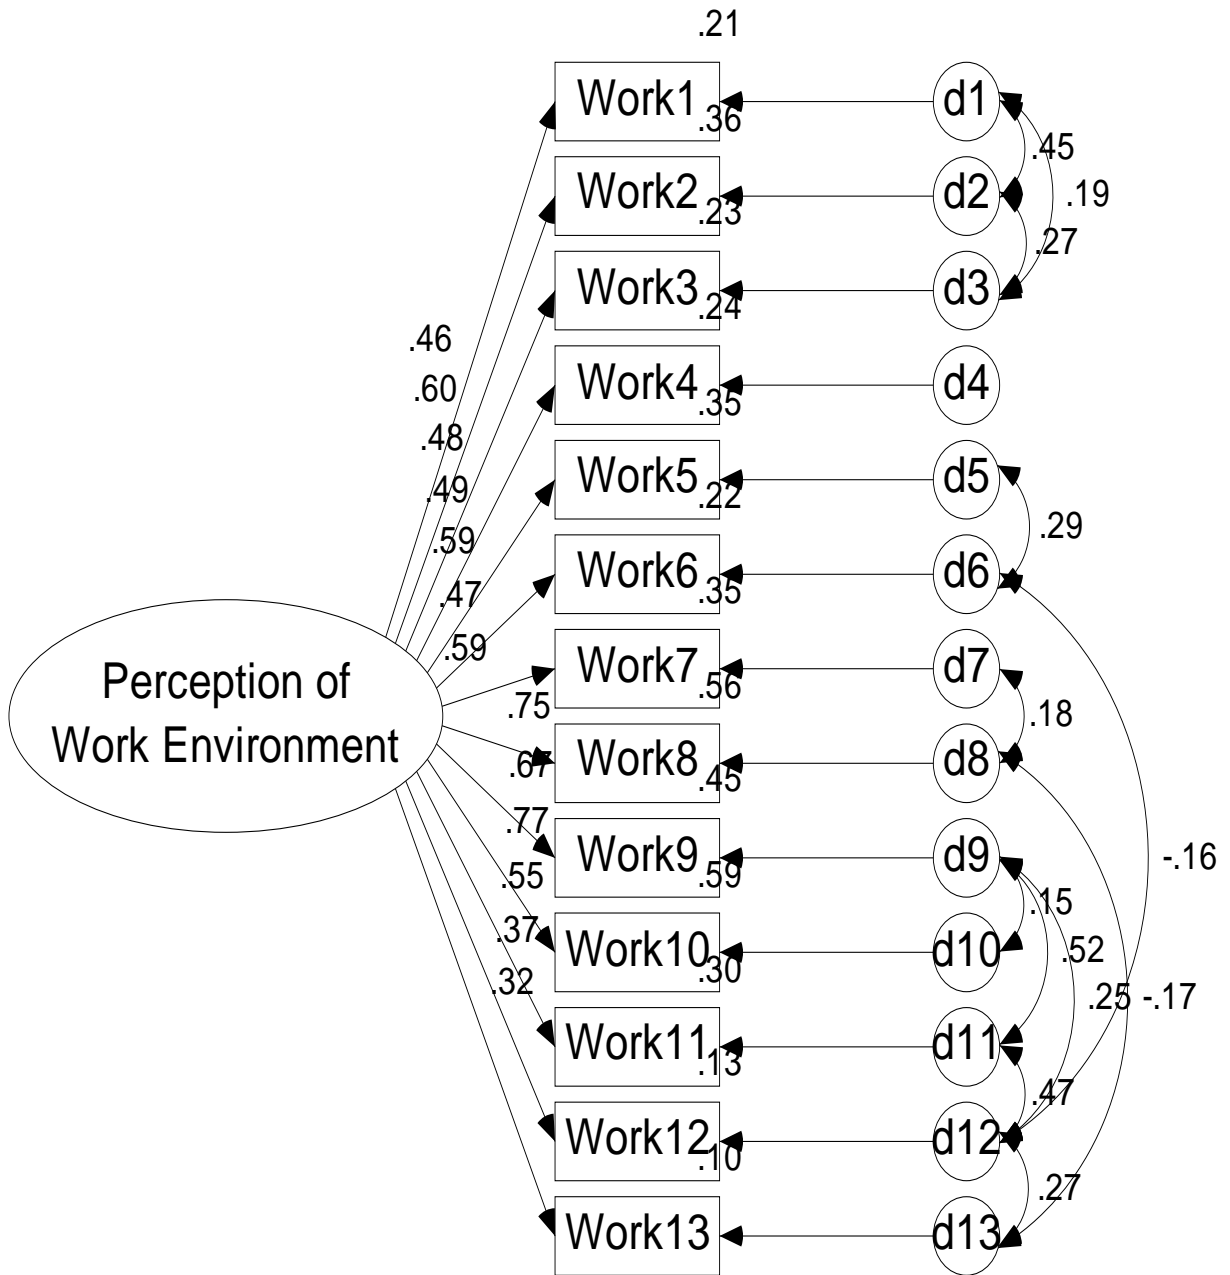 .21
Work1
d1
.36
.45
Work2
d2
.19
.23
.27
Work3
d3
.24
.46
Work4
d4
.60
.35
.48
Work5
d5
.49
.22
.29
.59
Work6
d6
.47
.35
.59
Perception of
Work Environment
Work7
d7
.75
.56
.18
Work8
d8
.67
.45
.77
Work9
d9
-.16
.55
.59
.15
.37
Work10
d10
.52
.32
.30
.25
-.17
Work11
d11
.13
.47
Work12
d12
.10
.27
Work13
d13